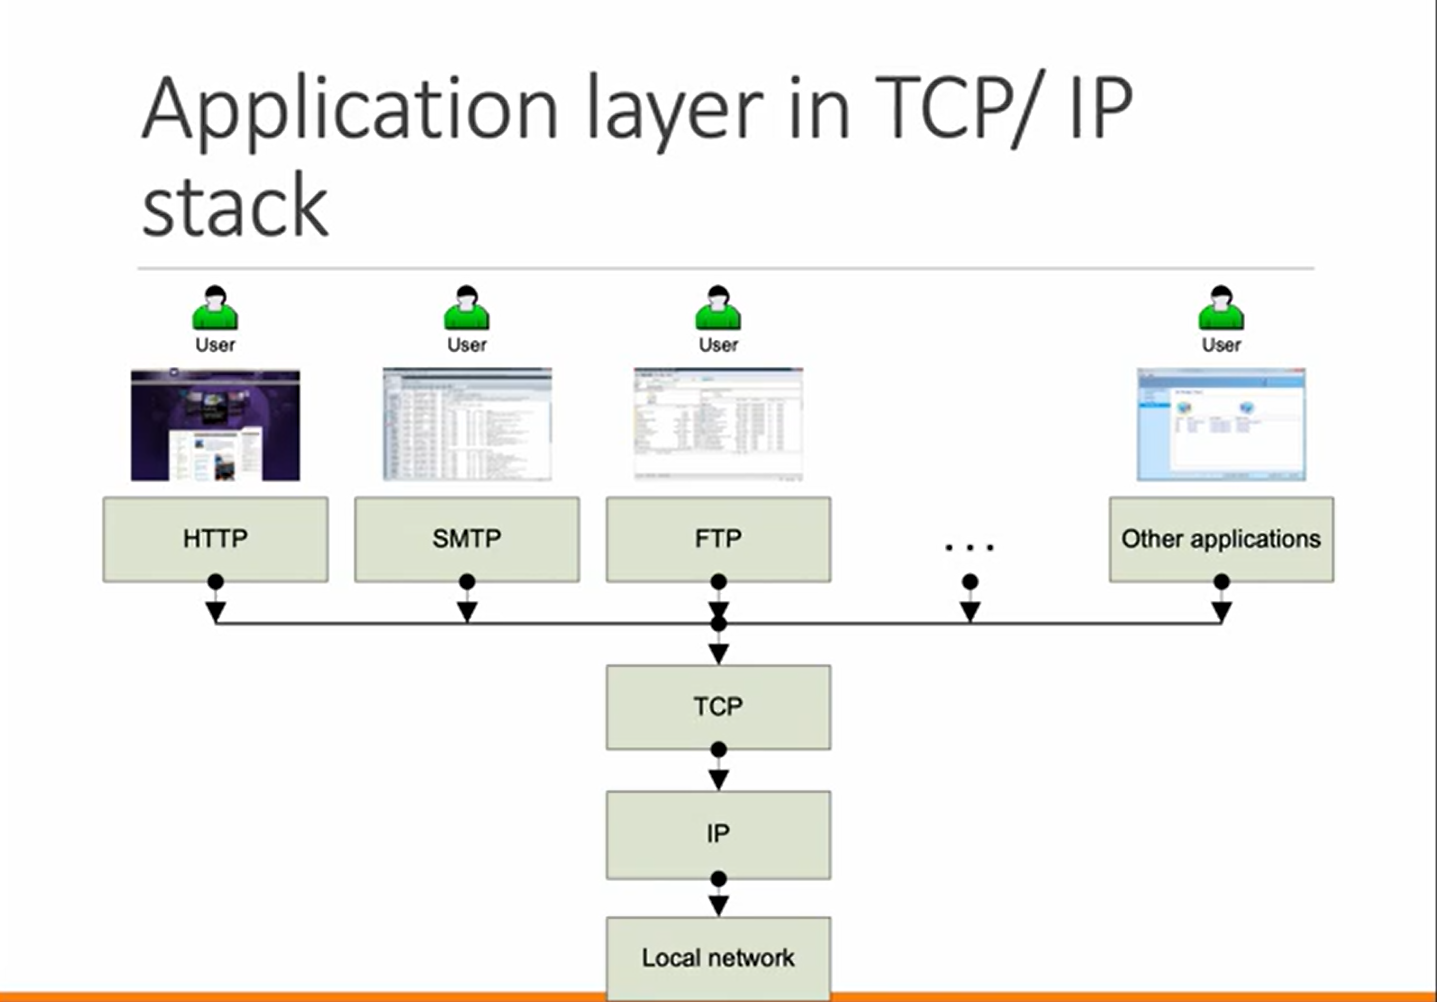 Application layer in TCP/ IP
stack
User
User
User
User
HTTP
SMTP
FTP
...
Other applications
TCP
IP
Local network